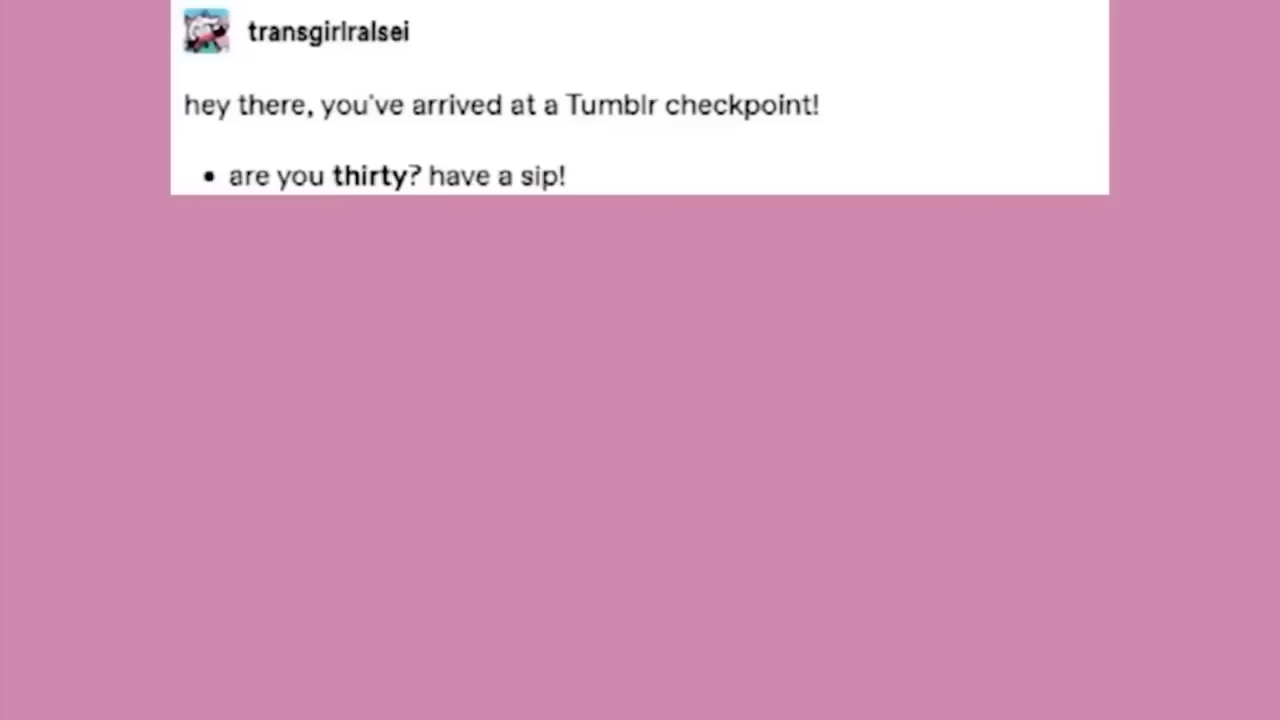 transgirlralsei
hey there, you've arrived at a Tumblr checkpoint!
• are you thirty? have a sip!